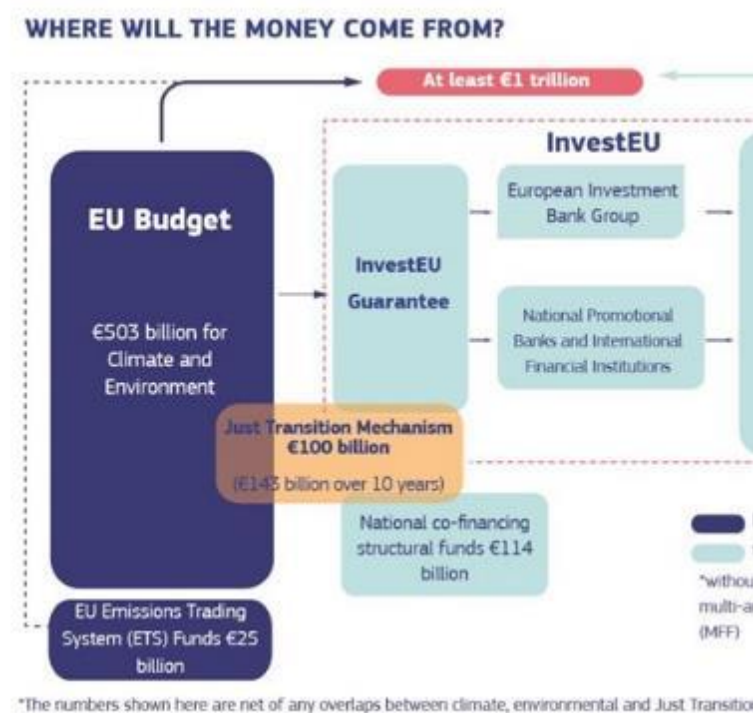 WHERE WILL THE MONEY COME FROM?
At least €1 trillion
InvestEU
EU Budget
€503 billion for
Climate and
Environment
InvestEU
Guarantee
European Investment
Bank Group
National Promotional
Banks and International
Financial Institutions
Just Transition Mechanism
€100 billion
(€143 billion over 10 years)
National co-financing
structural funds €114
billion
EU Emissions Trading
System (ETS) Funds €25
billion
*withou
multi-a
(MFF)
*The numbers shown here are net of any overlaps between climate, environmental and Just Transitio